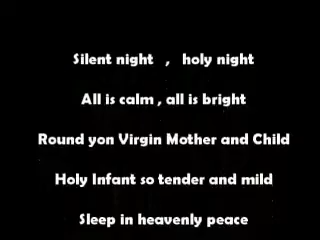 Silent night , holy night
All is calm , all is bright
Round yon Virgin Mother and Child
Holy Infant so tender and mild
Sleep in heavenly peace